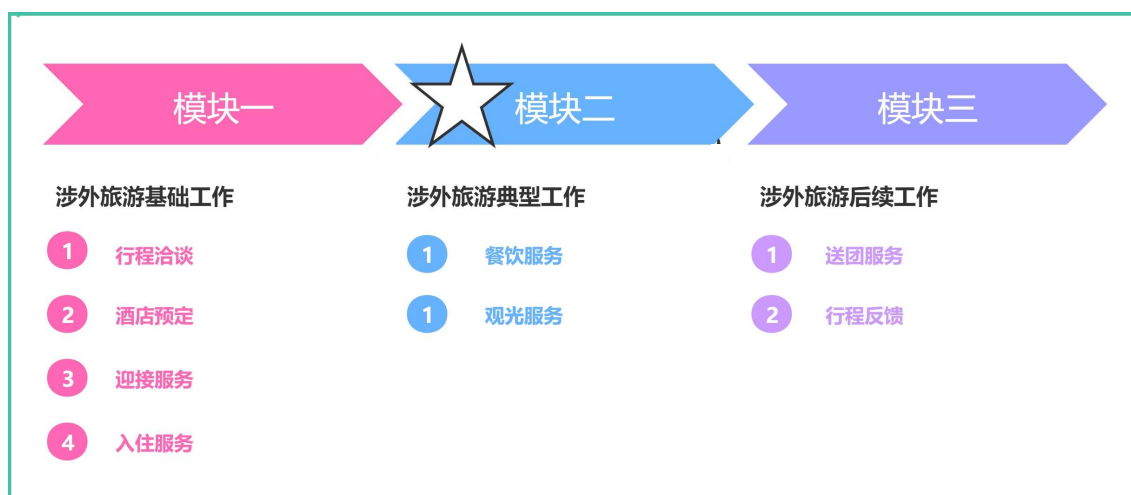 模块一
模块二
模块三
涉外旅游基础工作
1 行程洽谈
2 酒店预定
3 迎接服务
4 入住服务
涉外旅游典型工作
1 餐饮服务
1 观光服务
涉外旅游后续工作
1 送团服务
2 行程反馈